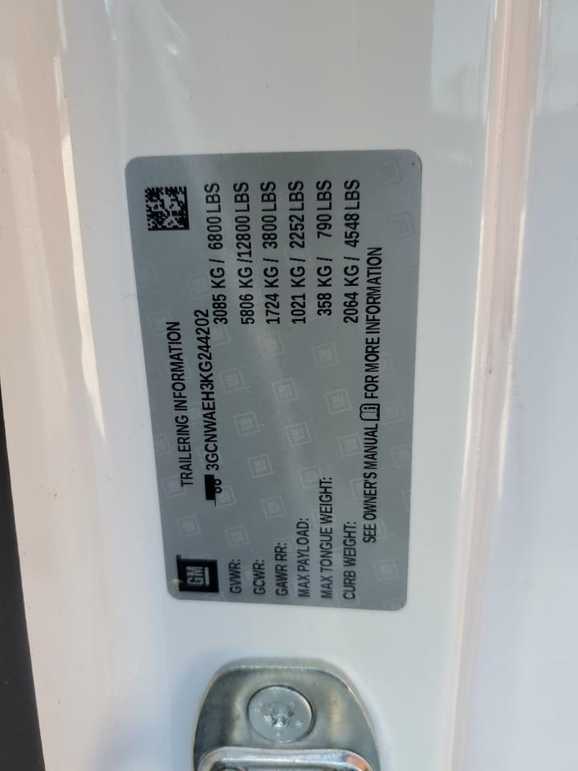 GM
TRAILERING INFORMATION
3GCNWAEH3KG244202
GVWR: 3085 KG / 6800 LBS
GCWR: 5806 KG /12800 LBS
GAWR RR: 1724 KG / 3800 LBS
MAX PAYLOAD: 1021 KG / 2252 LBS
MAX TONGUE WEIGHT: 358 KG / 790 LBS
CURB WEIGHT: 2064 KG / 4548 LBS
SEE OWNER'S MANUAL FOR MORE INFORMATION